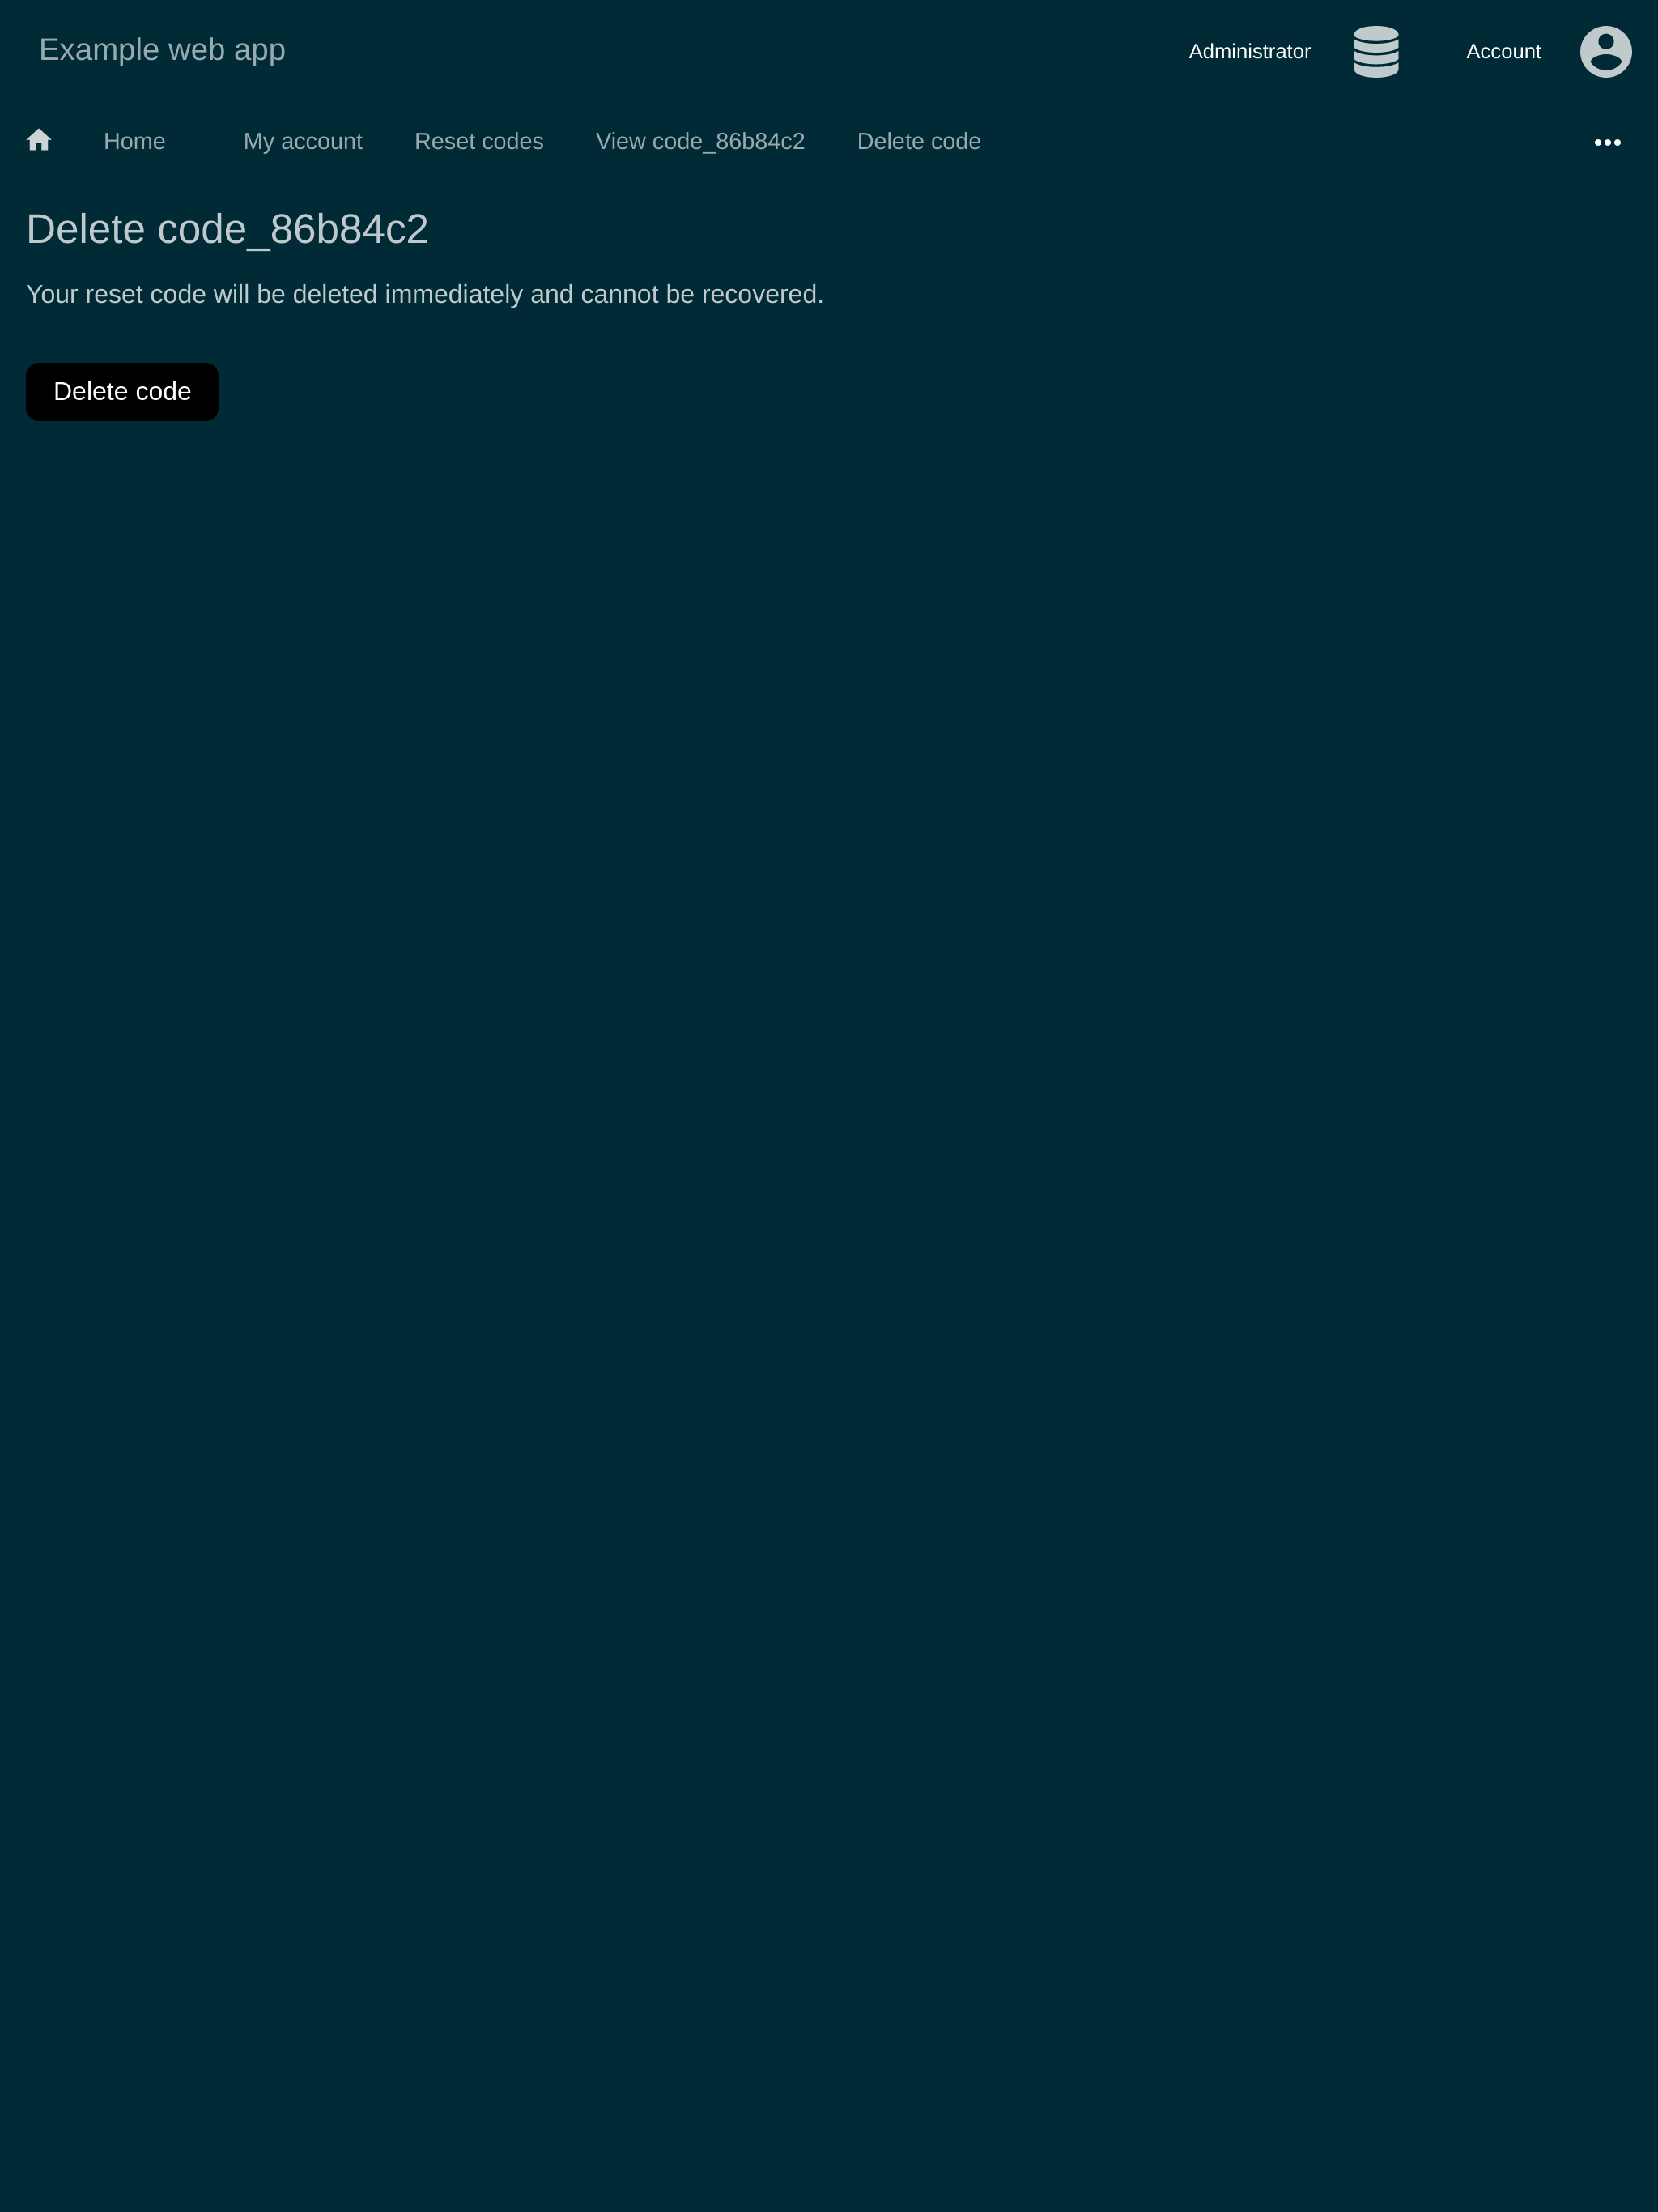 Example web app
Administrator
Account
Home
My account
Reset codes
View code_86b84c2
Delete code
Delete code_86b84c2
Your reset code will be deleted immediately and cannot be recovered.
Delete code